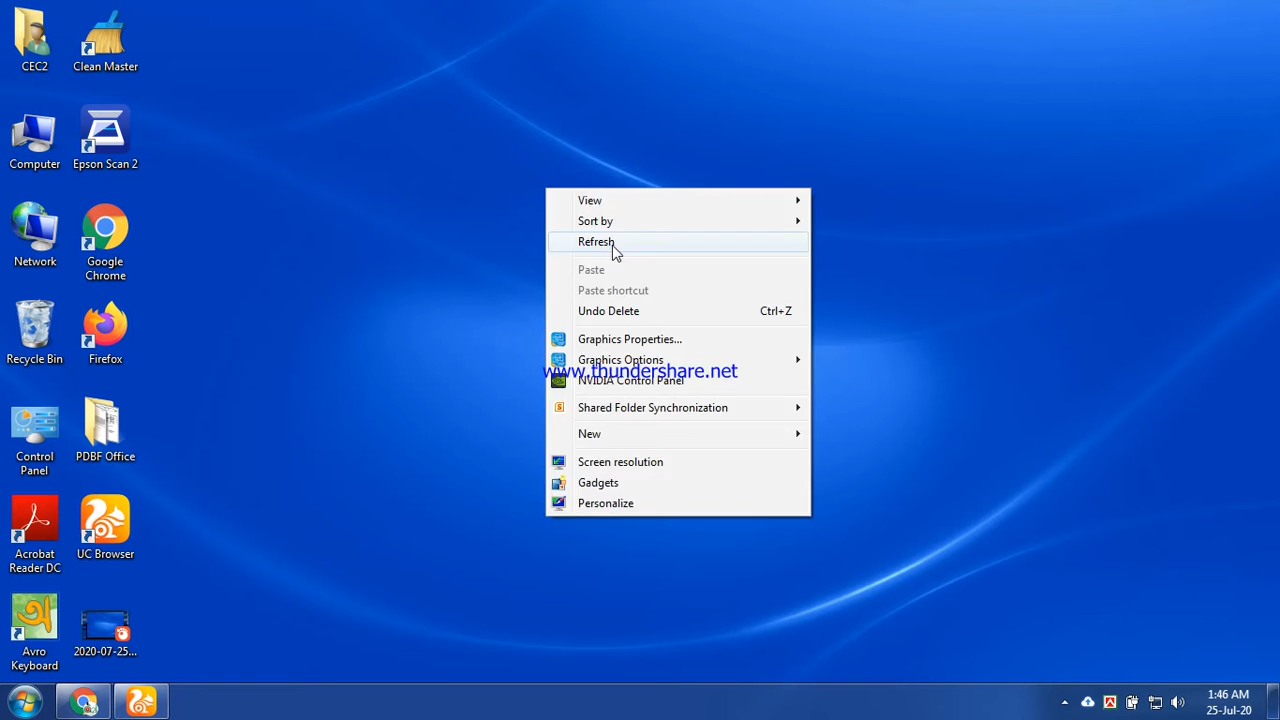 CEC2
Clean Master
Computer
Epson Scan 2
Network
Google
Chrome
Recycle Bin
Firefox
Control
Panel
PDBF Office
Acrobat
Reader DC
UC Browser
অ
Avro
Keyboard
2020-07-25...
View
Sort by
Refresh
Paste
Paste shortcut
Undo Delete Ctrl+Z
Graphics Properties...
Graphics Options
www.thundershare.net
NVIDIA Control Panel
S Shared Folder Synchronization
New
Screen resolution
Gadgets
Personalize
1:46 AM
25-Jul-20